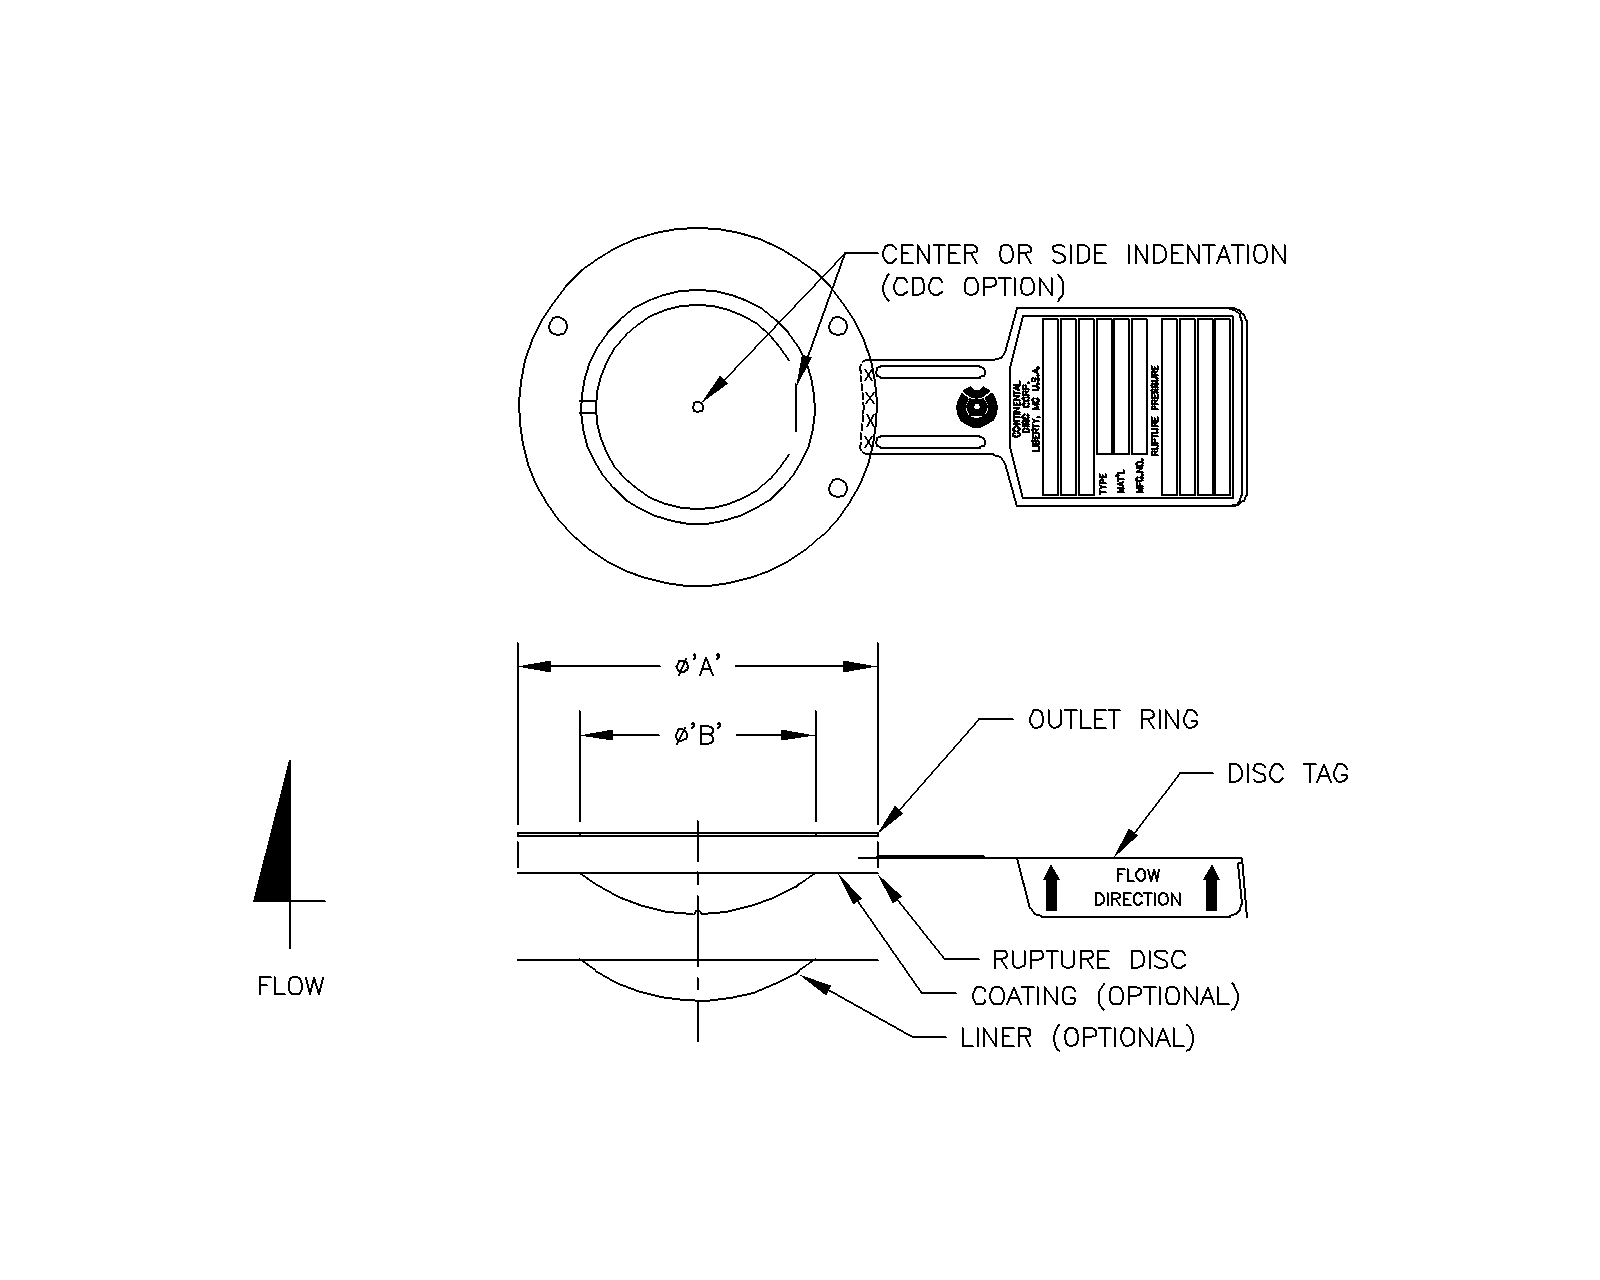 CENTER OR SIDE INDENTATION
(CDC OPTION)
CONTINENTAL
DISC CORP.
LIBERTY, MO U.S.A.
TYPE
MAT'L
MFG.NO.
RUPTURE PRESSURE
ø'A'
ø'B'
OUTLET RING
DISC TAG
FLOW
DIRECTION
RUPTURE DISC
COATING (OPTIONAL)
LINER (OPTIONAL)
FLOW